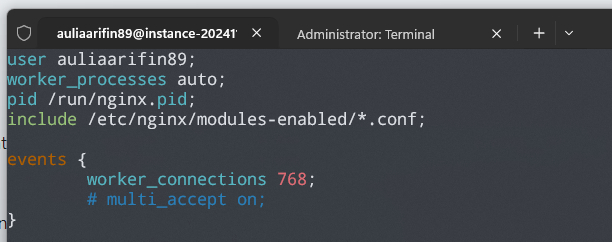 auliaarifin89@instance-20241
Administrator: Terminal
user auliaarifin89;
worker_processes auto;
pid /run/nginx.pid;
include /etc/nginx/modules-enabled/*.conf;
events {
worker_connections 768;
# multi_accept on;
}